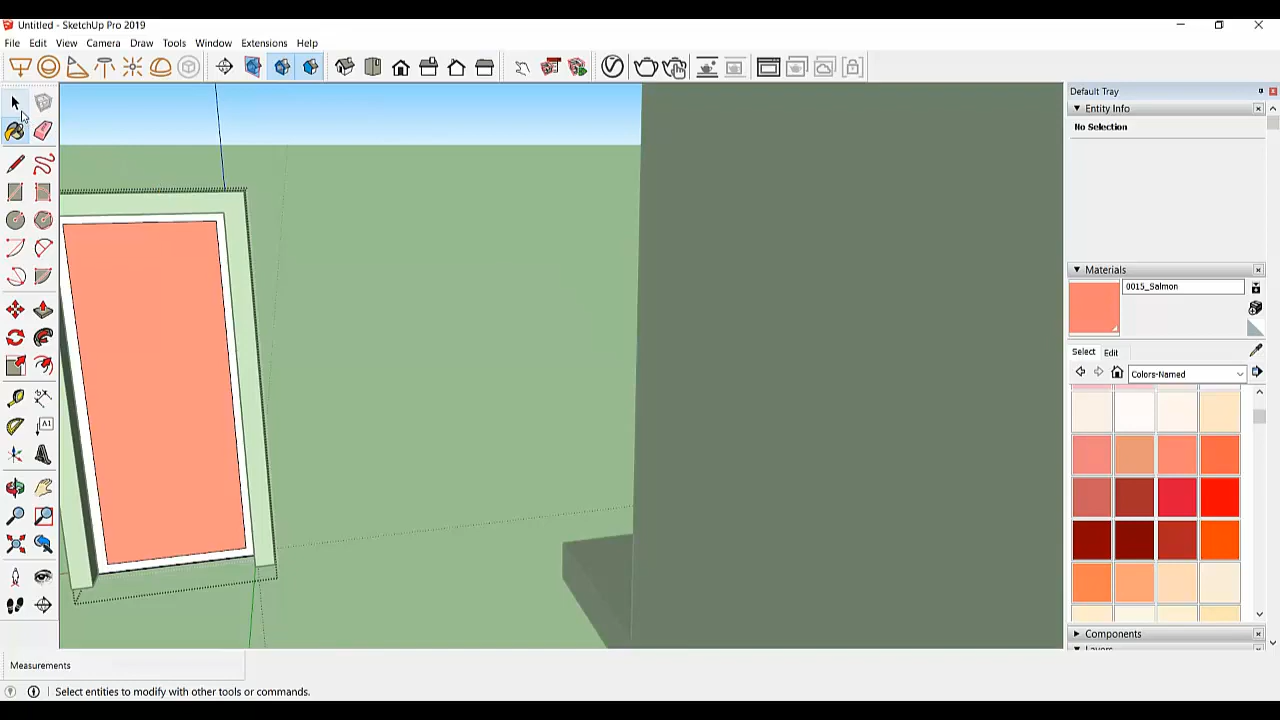 Untitled - SketchUp Pro 2019
File Edit View Camera Draw Tools Window Extensions Help
Default Tray
Entity Info
No Selection
Materials
0015_Salmon
Select Edit
Colors-Named
A1
Components
Measurements
Select entities to modify with other tools or commands.